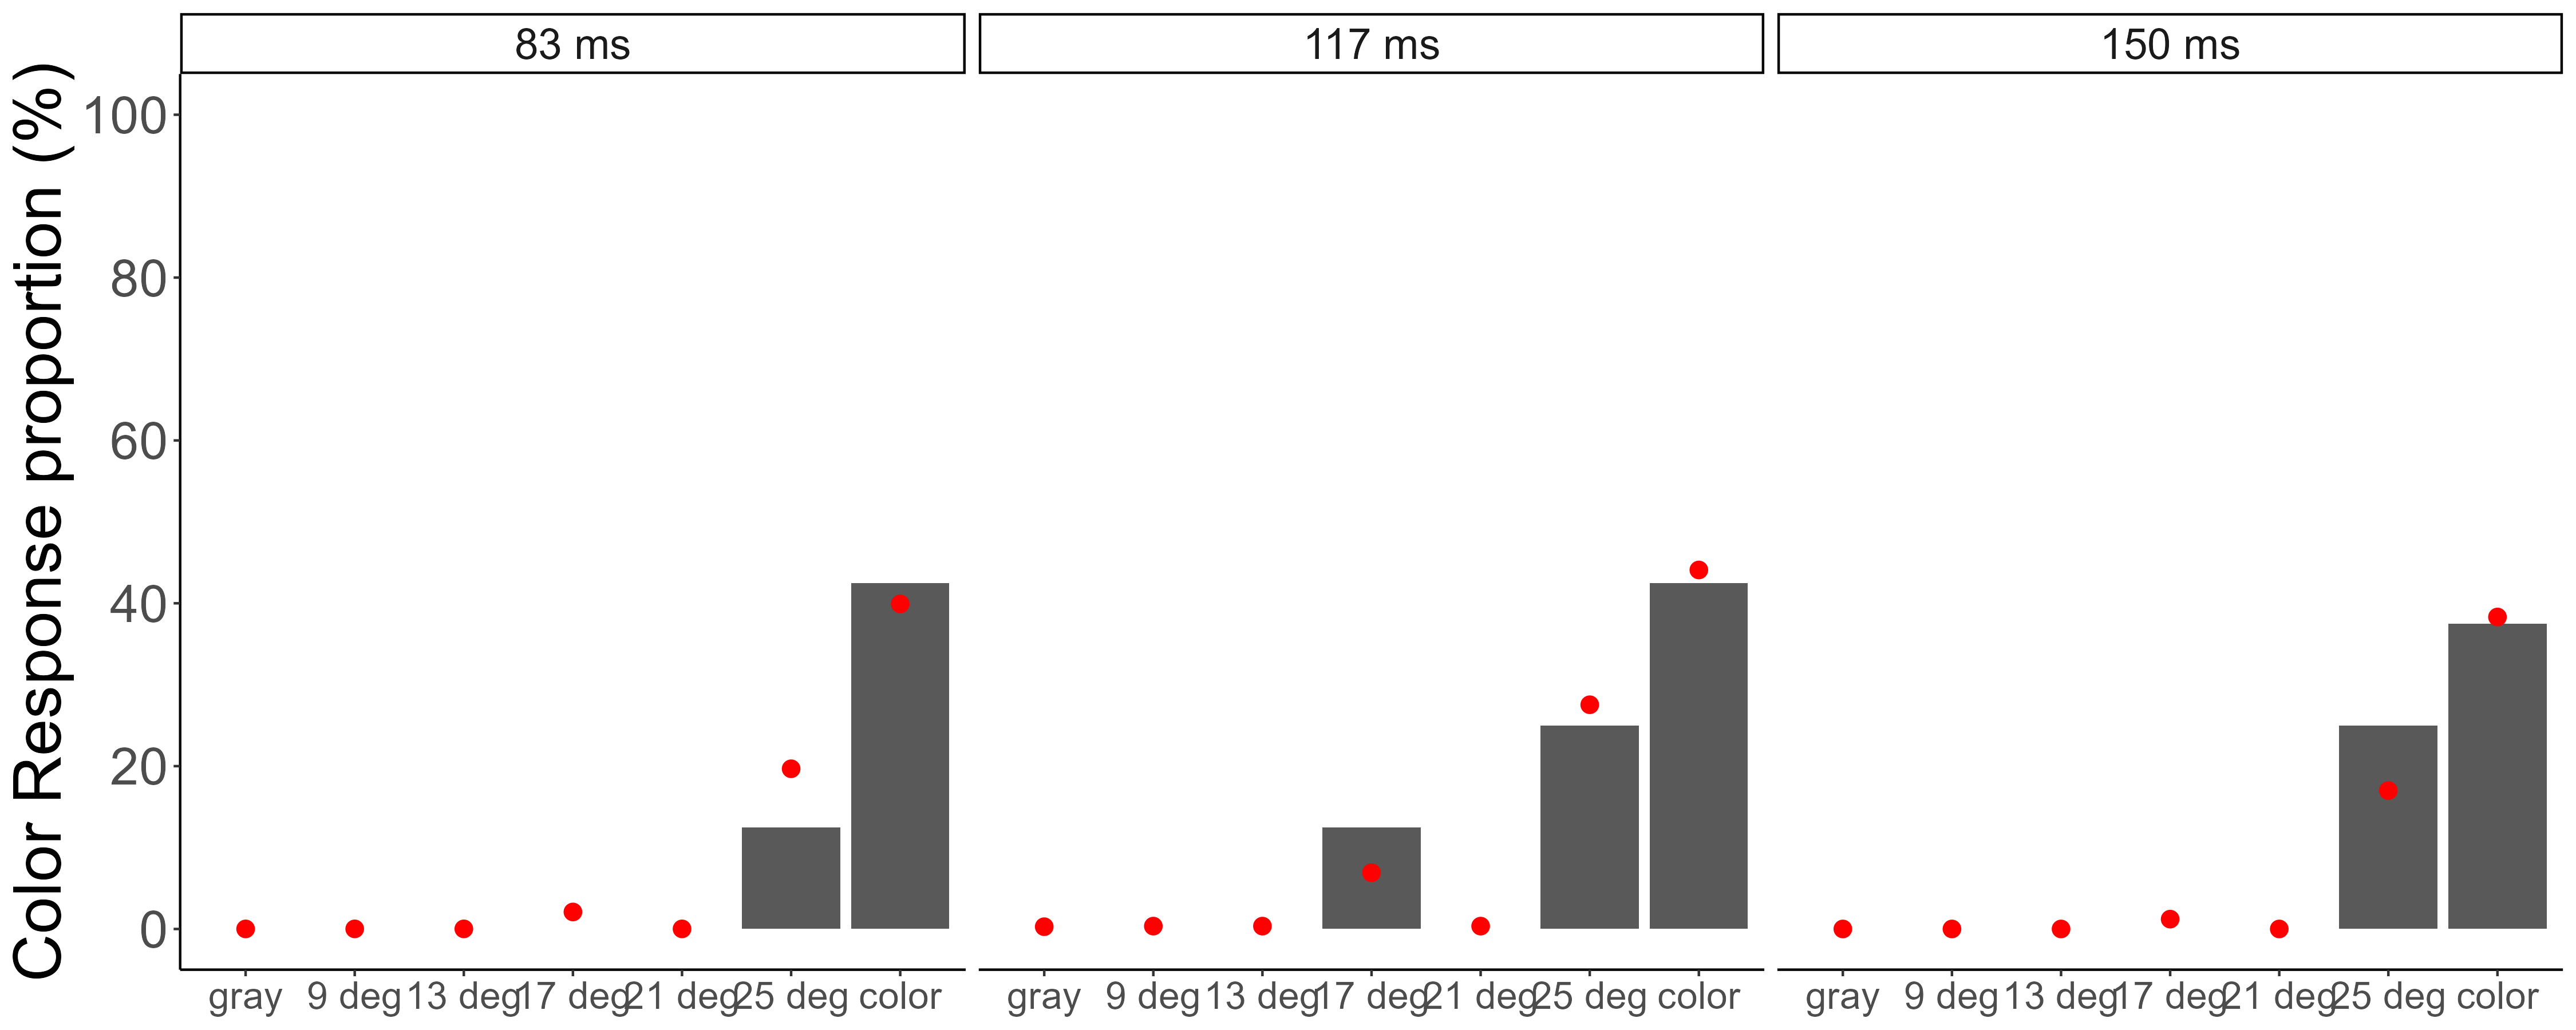 83 ms
117 ms
150 ms
Color Response proportion (%)
100
80
60
40
20
0
gray 9 deg 13 deg 17 deg 21 deg 25 deg color
gray 9 deg 13 deg 17 deg 21 deg 25 deg color
gray 9 deg 13 deg 17 deg 21 deg 25 deg color